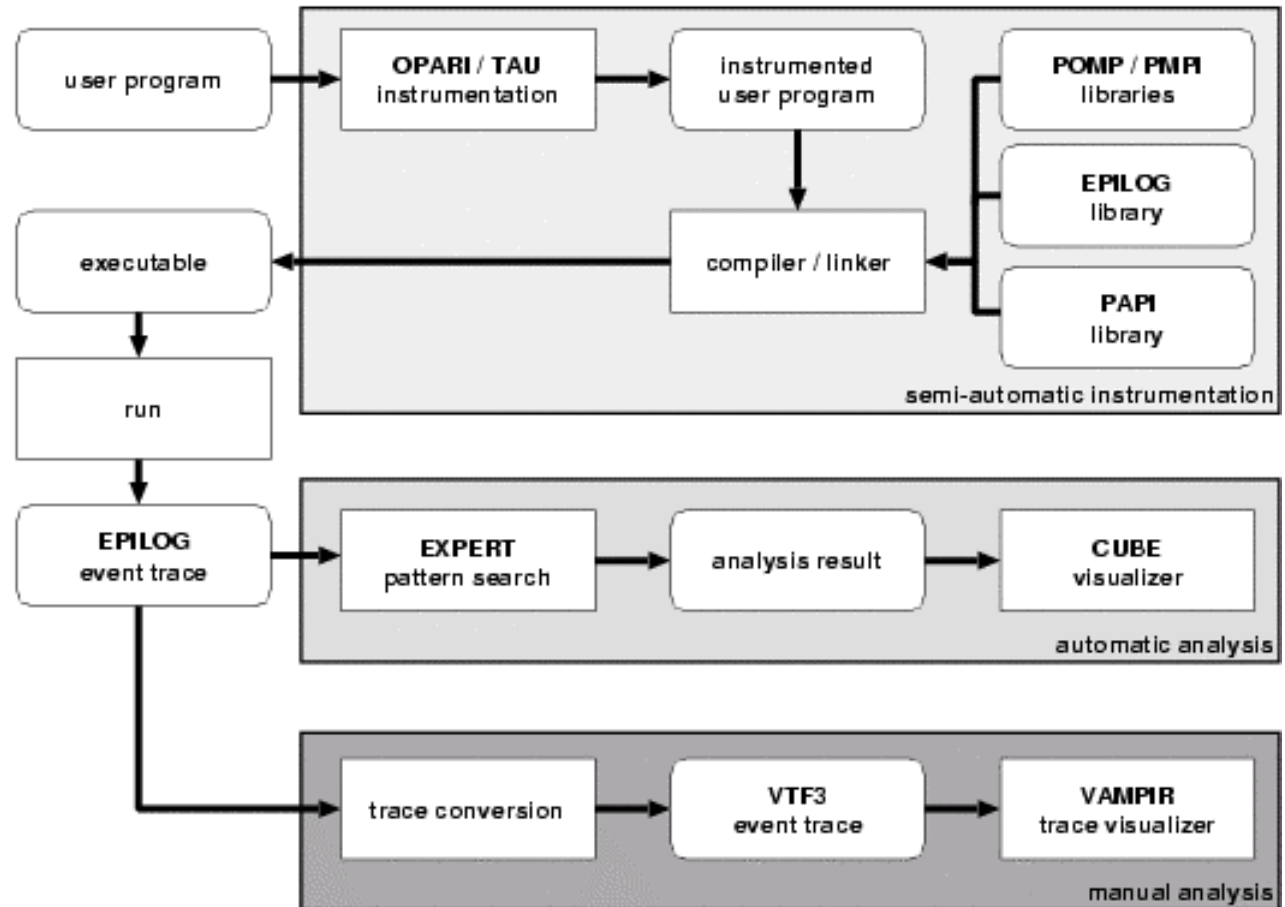 user program
OPARI / TAU
instrumentation
instrumented
user program
POMP / PMPI
libraries
EPILOG
library
executable
compiler / linker
PAPI
library
semi-automatic instrumentation
run
EPILOG
event trace
EXPERT
pattern search
analysis result
CUBE
visualizer
automatic analysis
trace conversion
VTF3
event trace
VAMPIR
trace visualizer
manual analysis